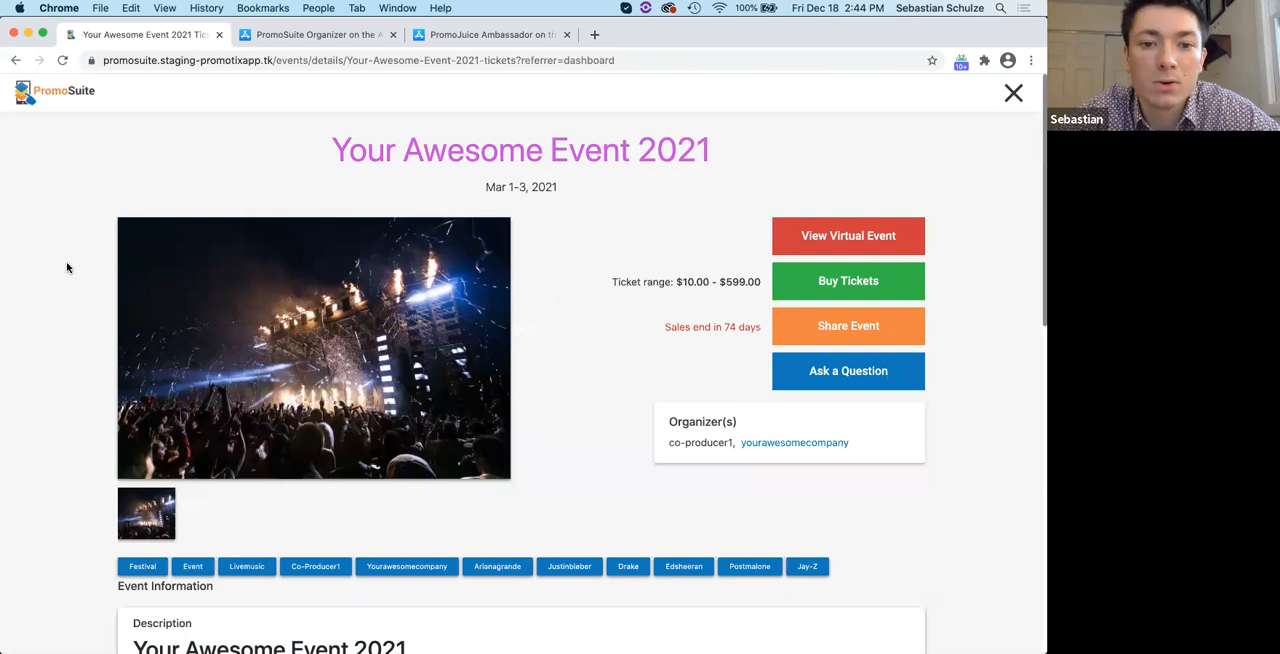 Chrome File Edit View History Bookmarks People Tab Window Help 100% Fri Dec 18 2:44 PM Sebastian Schulze
Your Awesome Event 2021 Tic PromoSuite Organizer on the A PromoJuice Ambassador on th
promosuite.staging-promotixapp.tk/events/details/Your-Awesome-Event-2021-tickets?referrer=dashboard
10+
PromoSuite
Sebastian
Your Awesome Event 2021
Mar 1-3, 2021
View Virtual Event
Ticket range: $10.00 - $599.00 Buy Tickets
Sales end in 74 days Share Event
Ask a Question
Organizer(s)
co-producer1, yourawesomecompany
Festival Event Livemusic Co-Producer1 Yourawesomecompany Arianagrande Justinbieber Drake Edsheeran Postmalone Jay-Z
Event Information
Description
Your Awesome Event 2021